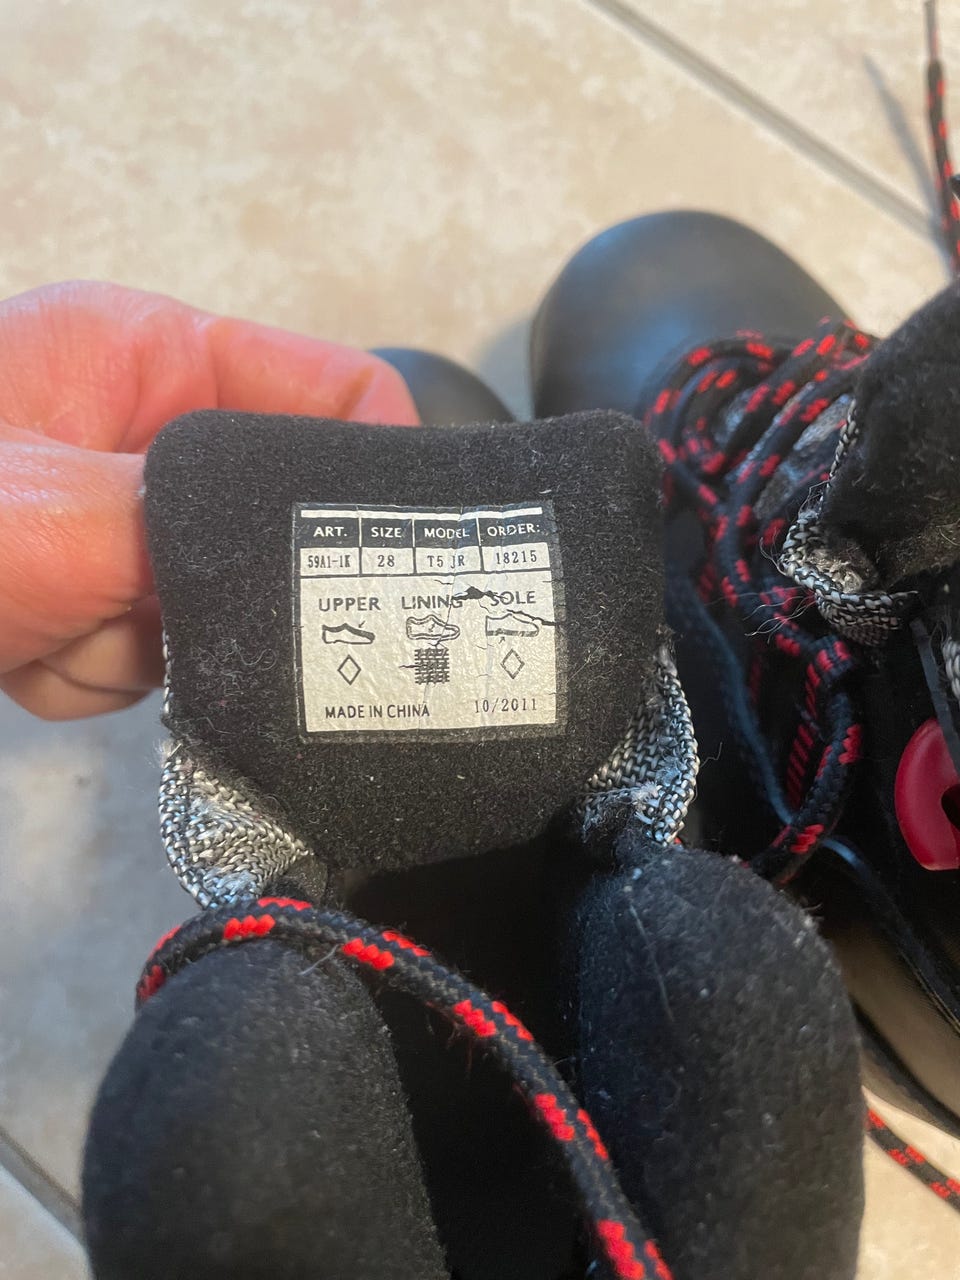 ART. SIZE MODEL ORDER:
59A1-1K 28 T5 JR 18215
UPPER LINING SOLE
MADE IN CHINA 10/2011